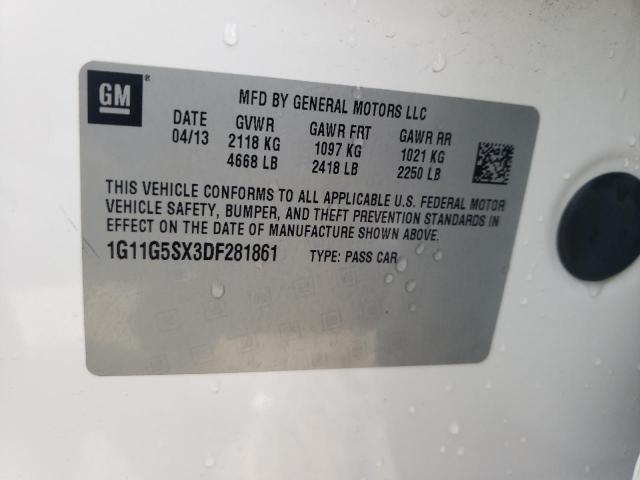 GM ®
MFD BY GENERAL MOTORS LLC
DATE GVWR GAWR FRT GAWR RR
04/13 2118 KG 1097 KG 1021 KG
4668 LB 2418 LB 2250 LB
THIS VEHICLE CONFORMS TO ALL APPLICABLE U.S. FEDERAL MOTOR
VEHICLE SAFETY, BUMPER, AND THEFT PREVENTION STANDARDS IN
EFFECT ON THE DATE OF MANUFACTURE SHOWN ABOVE.
1G11G5SX3DF281861 TYPE: PASS CAR